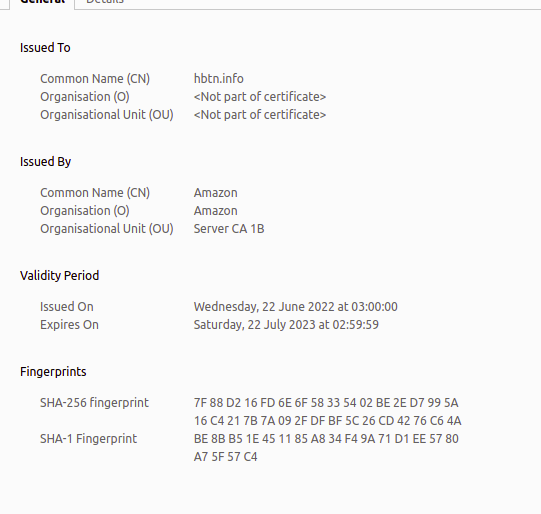 General Details
Issued To
Common Name (CN) hbtn.info
Organisation (O) <Not part of certificate>
Organisational Unit (OU) <Not part of certificate>
Issued By
Common Name (CN) Amazon
Organisation (O) Amazon
Organisational Unit (OU) Server CA 1B
Validity Period
Issued On Wednesday, 22 June 2022 at 03:00:00
Expires On Saturday, 22 July 2023 at 02:59:59
Fingerprints
SHA-256 fingerprint 7F 88 D2 16 FD 6E 6F 58 33 54 02 BE 2E D7 99 5A
16 C4 21 7B 7A 09 2F DF BF 5C 26 CD 42 76 C6 4A
SHA-1 Fingerprint BE 8B B5 1E 45 11 85 A8 34 F4 9A 71 D1 EE 57 80
A7 5F 57 C4